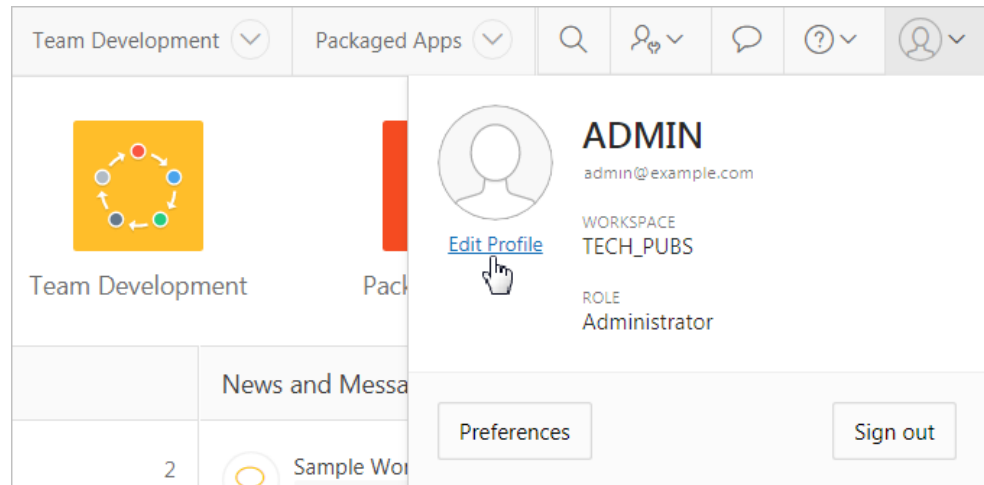 Team Development
Packaged Apps
ADMIN
admin@example.com
Edit Profile
WORKSPACE
TECH_PUBS
ROLE
Administrator
Team Development
Pack
News and Messa
Preferences
Sign out
2
Sample Wor